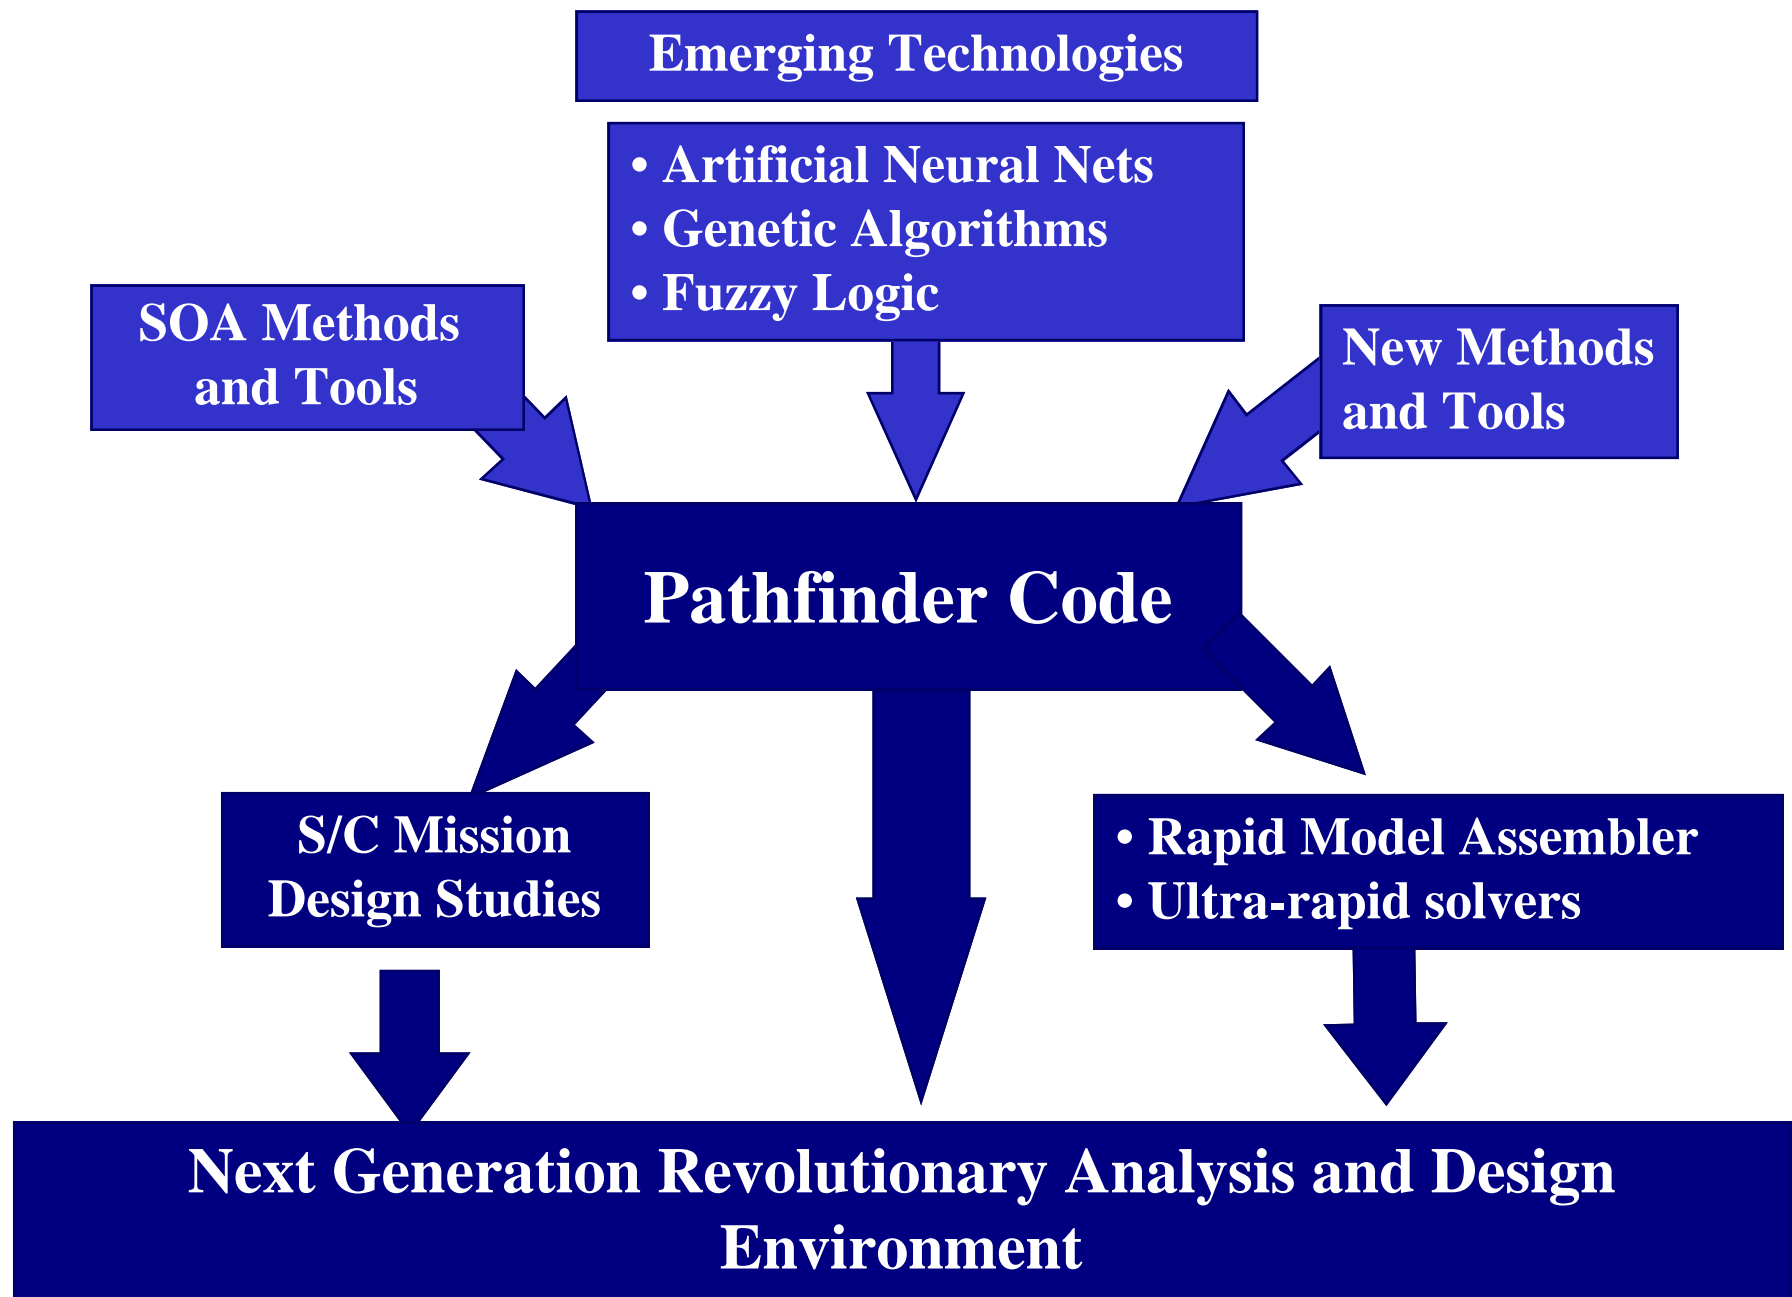 Emerging Technologies
• Artificial Neural Nets
• Genetic Algorithms
• Fuzzy Logic
SOA Methods
and Tools
New Methods
and Tools
Pathfinder Code
S/C Mission
Design Studies
• Rapid Model Assembler
• Ultra-rapid solvers
Next Generation Revolutionary Analysis and Design
Environment